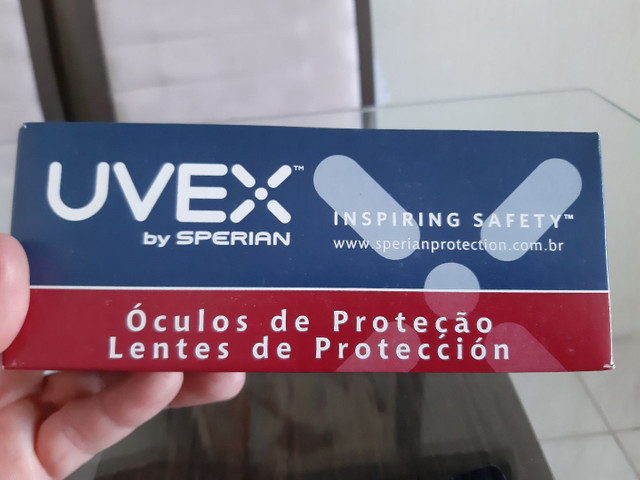 UVEX™
by SPERIAN
INSPIRING SAFETY™
www.sperianprotection.com.br
Óculos de Proteção
Lentes de Protección